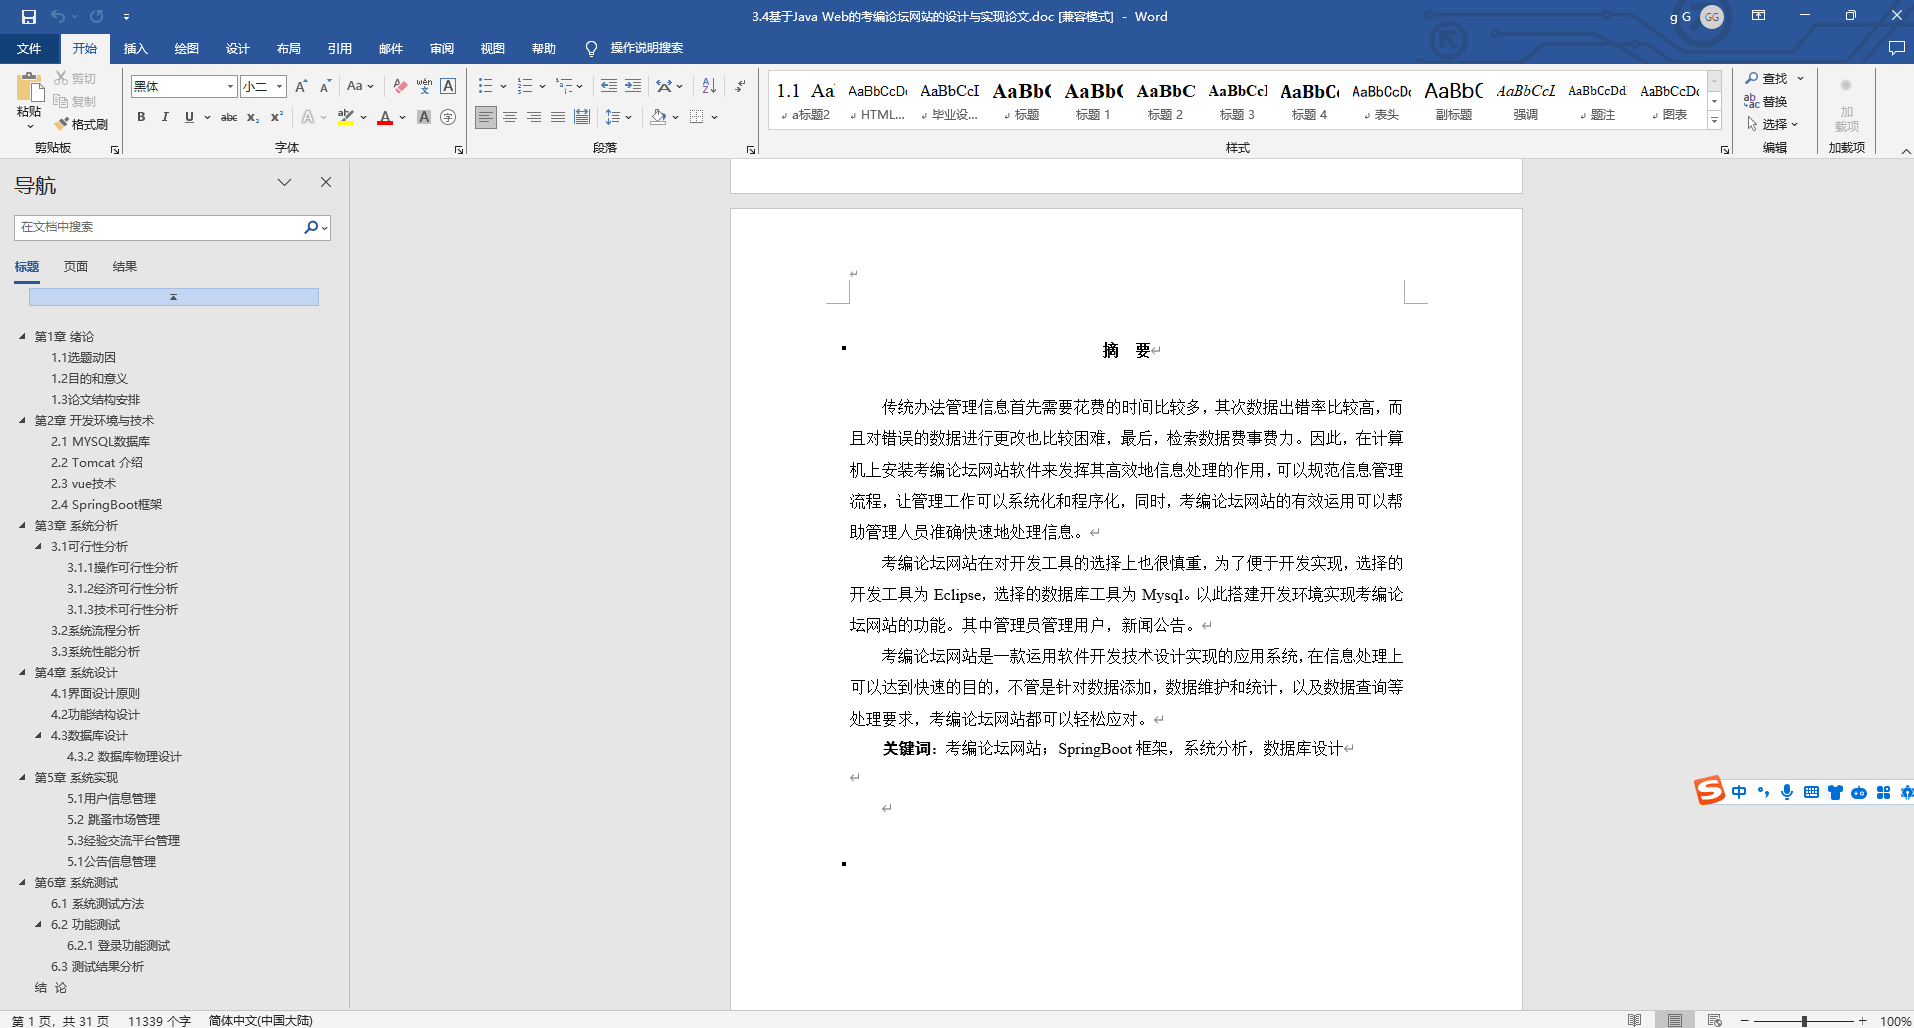 3.4基于Java Web的考编论坛网站的设计与实现论文.doc [兼容模式] - Word
g G
GG
文件 开始 插入 绘图 设计 布局 引用 邮件 审阅 视图 帮助 操作说明搜索
粘贴
剪切
复制
格式刷
剪贴板
黑体 小二
Aa
wén
文
A
B I U abc x₂ x² A ab A A 字
字体
段落
1.1 Aa AaBbCcDc AaBbCcI AaBb( AaBb( AaBbC AaBbCcI AaBbC( AaBbCcDc AaBbC AaBbCcL AaBbCcDd AaBbCcDc
a标题2 HTML... 毕业设... 标题 标题 1 标题 2 标题 3 标题 4 表头 副标题 强调 题注 图表
样式
查找
替换
选择
编辑
加
载项
加载项
导航
在文档中搜索
标题 页面 结果
第1章 绪论
1.1选题动因
1.2目的和意义
1.3论文结构安排
第2章 开发环境与技术
2.1 MYSQL数据库
2.2 Tomcat 介绍
2.3 vue技术
2.4 SpringBoot框架
第3章 系统分析
3.1可行性分析
3.1.1操作可行性分析
3.1.2经济可行性分析
3.1.3技术可行性分析
3.2系统流程分析
3.3系统性能分析
第4章 系统设计
4.1界面设计原则
4.2功能结构设计
4.3数据库设计
4.3.2 数据库物理设计
第5章 系统实现
5.1用户信息管理
5.2 跳蚤市场管理
5.3经验交流平台管理
5.1公告信息管理
第6章 系统测试
6.1 系统测试方法
6.2 功能测试
6.2.1 登录功能测试
6.3 测试结果分析
结 论
摘 要
传统办法管理信息首先需要花费的时间比较多，其次数据出错率比较高，而
且对错误的数据进行更改也比较困难，最后，检索数据费事费力。因此，在计算
机上安装考编论坛网站软件来发挥其高效地信息处理的作用，可以规范信息管理
流程，让管理工作可以系统化和程序化，同时，考编论坛网站的有效运用可以帮
助管理人员准确快速地处理信息。
考编论坛网站在对开发工具的选择上也很慎重，为了便于开发实现，选择的
开发工具为 Eclipse，选择的数据库工具为 Mysql。以此搭建开发环境实现考编论
坛网站的功能。其中管理员管理用户，新闻公告。
考编论坛网站是一款运用软件开发技术设计实现的应用系统，在信息处理上
可以达到快速的目的，不管是针对数据添加，数据维护和统计，以及数据查询等
处理要求，考编论坛网站都可以轻松应对。
关键词：考编论坛网站；SpringBoot 框架，系统分析，数据库设计
中
第 1 页，共 31 页 11339 个字 简体中文(中国大陆)
100%